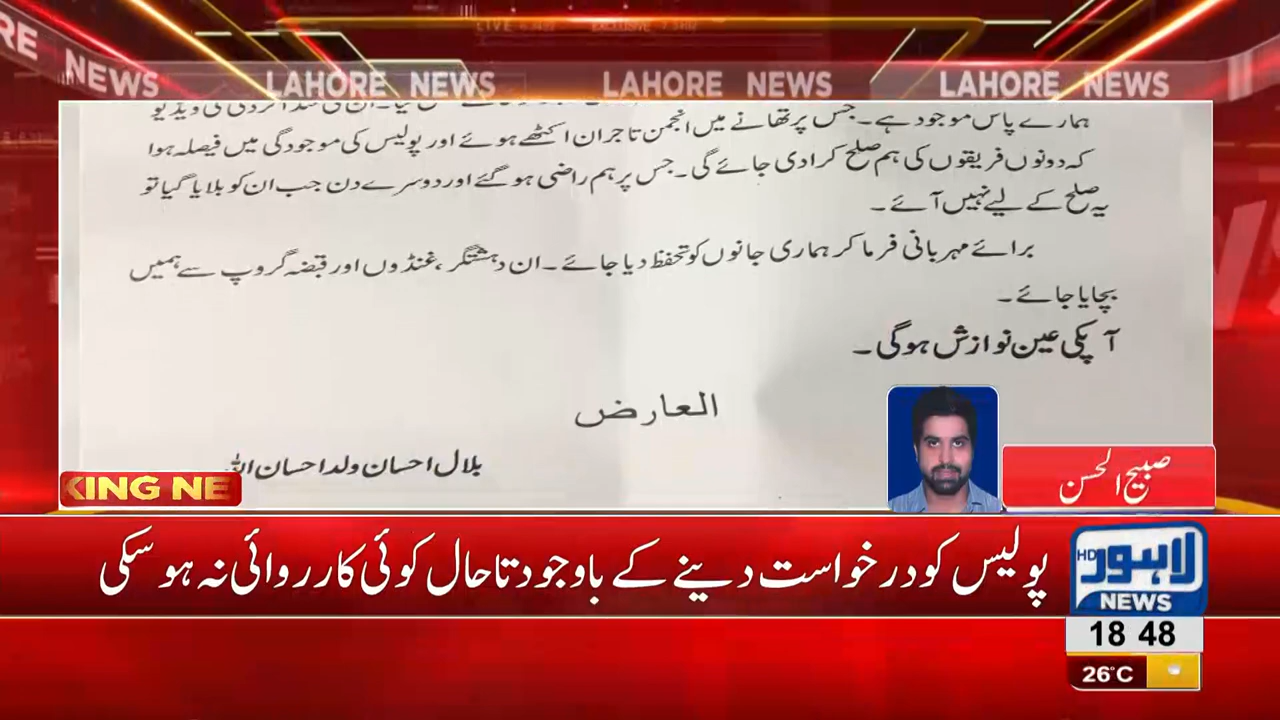 LIVE
EXCLUSIVE
RE NEWS LAHORE NEWS LAHORE NEWS LAHORE NEWS
ہمارے پاس موجود ہے۔ جس پر تھانے میں انجمن تاجران اکٹھے ہوئے اور پولیس کی موجودگی میں فیصلہ ہوا
کہ دونوں فریقوں کی ہم صلح کرا دی جائے گی۔ جس پر ہم راضی ہو گئے اور دوسرے دن جب ان کو بلایا گیا تو
یہ صلح کے لیے نہیں آئے۔
برائے مہربانی فرما کر ہماری جانوں کو تحفظ دیا جائے۔ ان دہشتگر، غنڈوں اور قبضہ گروپ سے ہمیں
بچایا جائے۔
آپکی عین نوازش ہوگی۔
العارض
بلال احسان ولد احسان اللہ
صبیح الحسن
KING NE
پولیس کو درخواست دینے کے باوجود تاحال کوئی کارروائی نہ ہو سکی
HD لاہور
NEWS
18 48
26°C